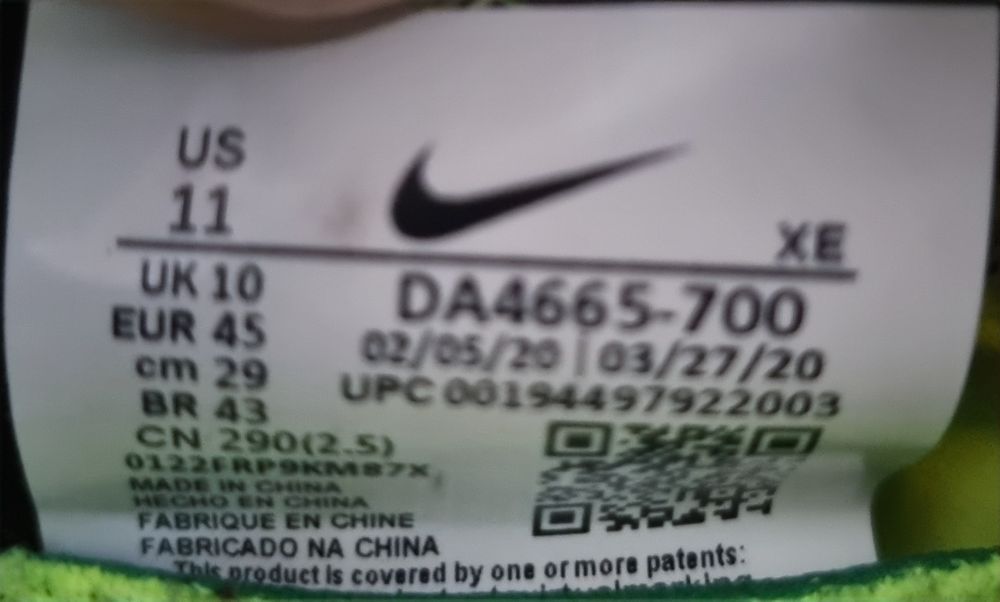 US
11
XE
UK 10
EUR 45
cm 29
BR 43
CN 290(2.5)
DA4665-700
02/05/20 | 03/27/20
UPC 00194497922003
0122FRP9KM87X
MADE IN CHINA
HECHO EN CHINA
FABRIQUE EN CHINE
FABRICADO NA CHINA
This product is covered by one or more patents: